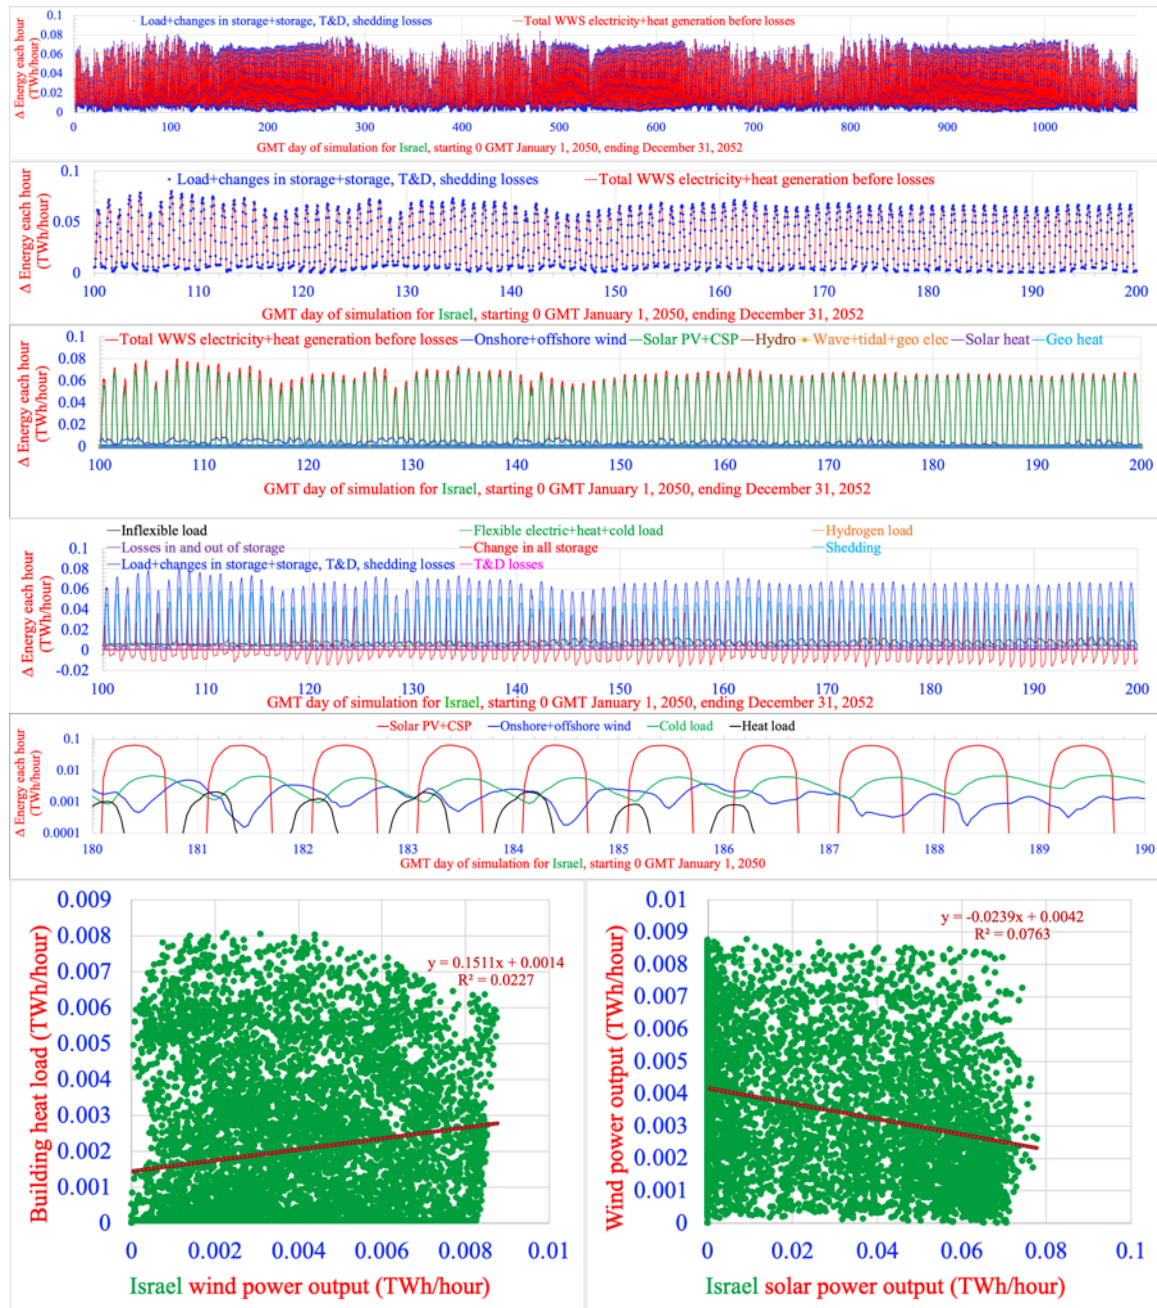 Load+changes in storage+storage, T&D, shedding losses
Total WWS electricity+heat generation before losses
Δ Energy each hour
(TWh/hour)
0.1
0.08
0.06
0.04
0.02
0
0 100 200 300 400 500 600 700 800 900 1000
GMT day of simulation for Israel, starting 0 GMT January 1, 2050, ending December 31, 2052
Load+changes in storage+storage, T&D, shedding losses
Total WWS electricity+heat generation before losses
Δ Energy each hour
(TWh/hour)
0.1
0.05
0
100 110 120 130 140 150 160 170 180 190 200
GMT day of simulation for Israel, starting 0 GMT January 1, 2050, ending December 31, 2052
Total WWS electricity+heat generation before losses Onshore+offshore wind Solar PV+CSP Hydro Wave+tidal+geo elec Solar heat Geo heat
Δ Energy each hour
(TWh/hour)
0.1
0.08
0.06
0.04
0.02
0
100 110 120 130 140 150 160 170 180 190 200
GMT day of simulation for Israel, starting 0 GMT January 1, 2050, ending December 31, 2052
Inflexible load Flexible electric+heat+cold load Hydrogen load
Losses in and out of storage Change in all storage Shedding
Load+changes in storage+storage, T&D, shedding losses T&D losses
Δ Energy each hour
(TWh/hour)
0.1
0.08
0.06
0.04
0.02
0
-0.02
100 110 120 130 140 150 160 170 180 190 200
GMT day of simulation for Israel, starting 0 GMT January 1, 2050, ending December 31, 2052
Solar PV+CSP Onshore+offshore wind Cold load Heat load
Δ Energy each hour
(TWh/hour)
0.1
0.01
0.001
0.0001
180 181 182 183 184 185 186 187 188 189 190
GMT day of simulation for Israel, starting 0 GMT January 1, 2050
Building heat load (TWh/hour)
0.009
0.008
0.007
0.006
0.005
0.004
0.003
0.002
0.001
0
y = 0.1511x + 0.0014
R² = 0.0227
0 0.002 0.004 0.006 0.008 0.01
Israel wind power output (TWh/hour)
Wind power output (TWh/hour)
0.01
0.009
0.008
0.007
0.006
0.005
0.004
0.003
0.002
0.001
0
y = -0.0239x + 0.0042
R² = 0.0763
0 0.02 0.04 0.06 0.08 0.1
Israel solar power output (TWh/hour)